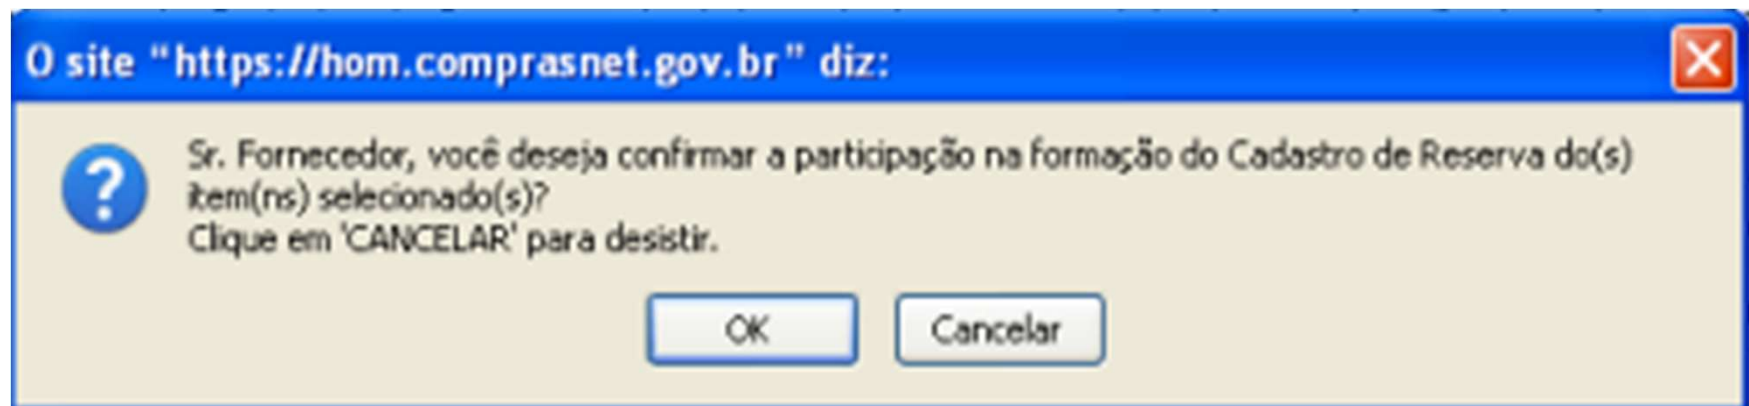 O site "https://hom.comprasnet.gov.br" diz:
Sr. Fornecedor, você deseja confirmar a participação na formação do Cadastro de Reserva do(s)
item(ns) selecionado(s)?
Clique em 'CANCELAR' para desistir.
OK Cancelar